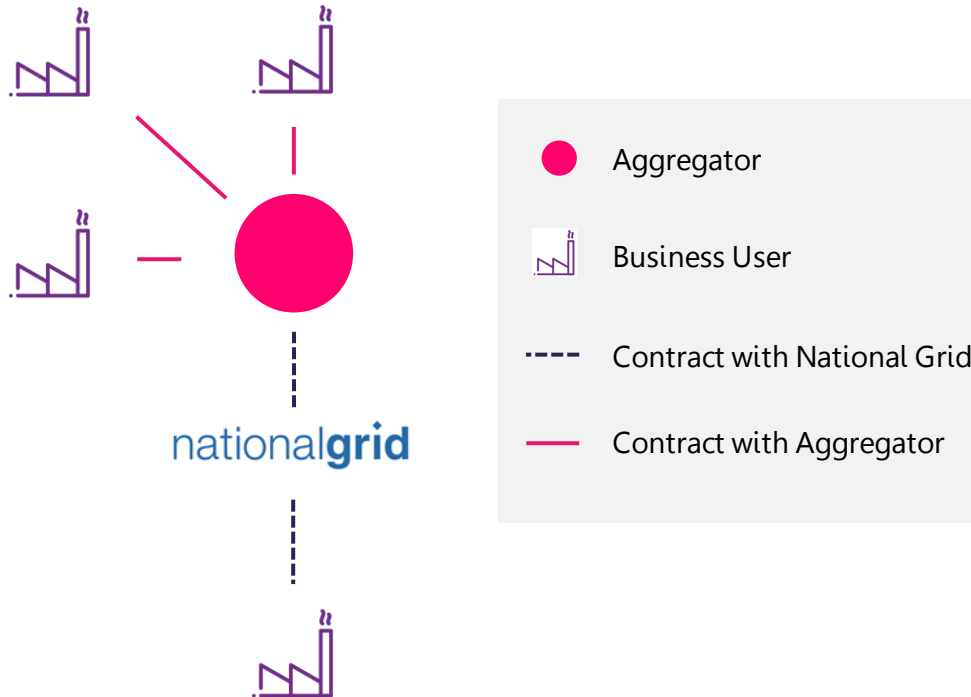 Aggregator
Business User
Contract with National Grid
nationalgrid
Contract with Aggregator